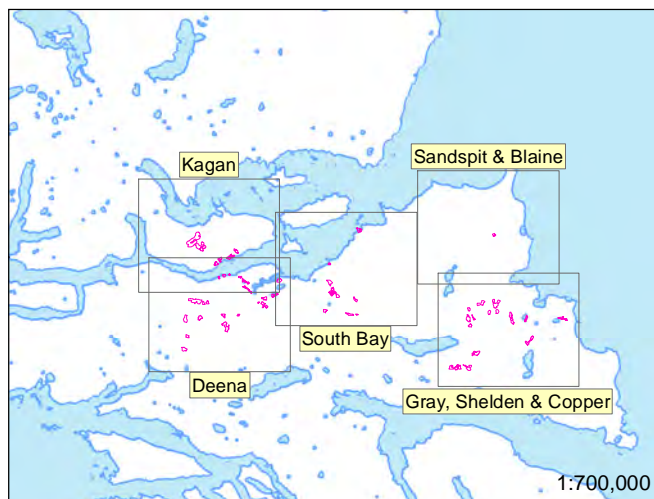 Sandspit & Blaine
Kagan
South Bay
Deena
Gray, Shelden & Copper
1:700,000